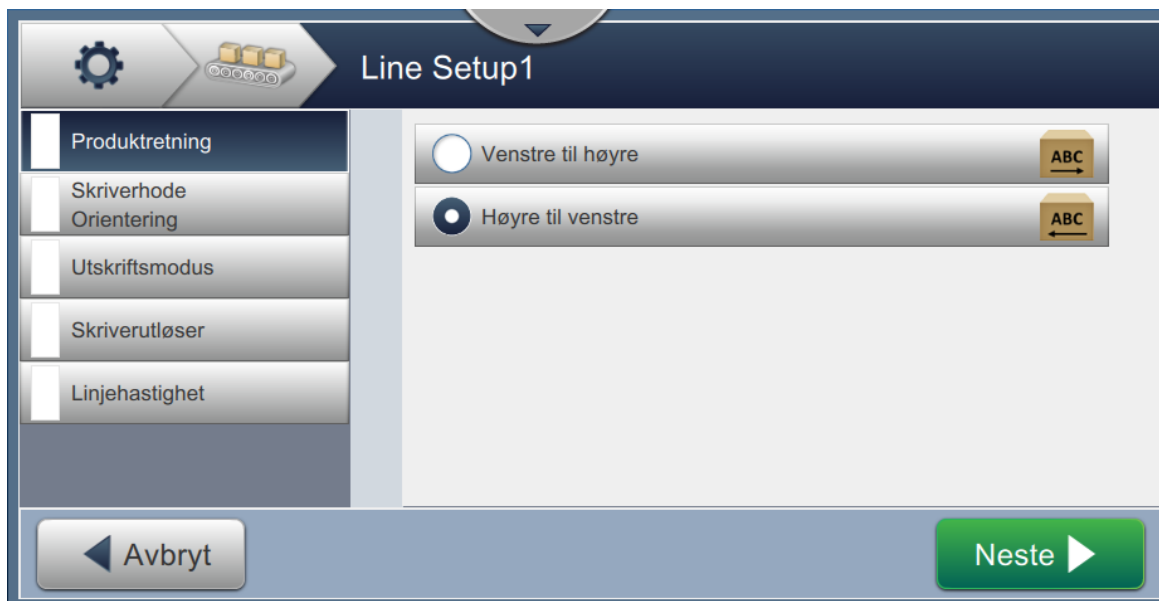 Line Setup1
Produktretning
Skriverhode
Orientering
Utskriftsmodus
Skriverutløser
Linjehastighet
Venstre til høyre
ABC
Høyre til venstre
ABC
Avbryt
Neste